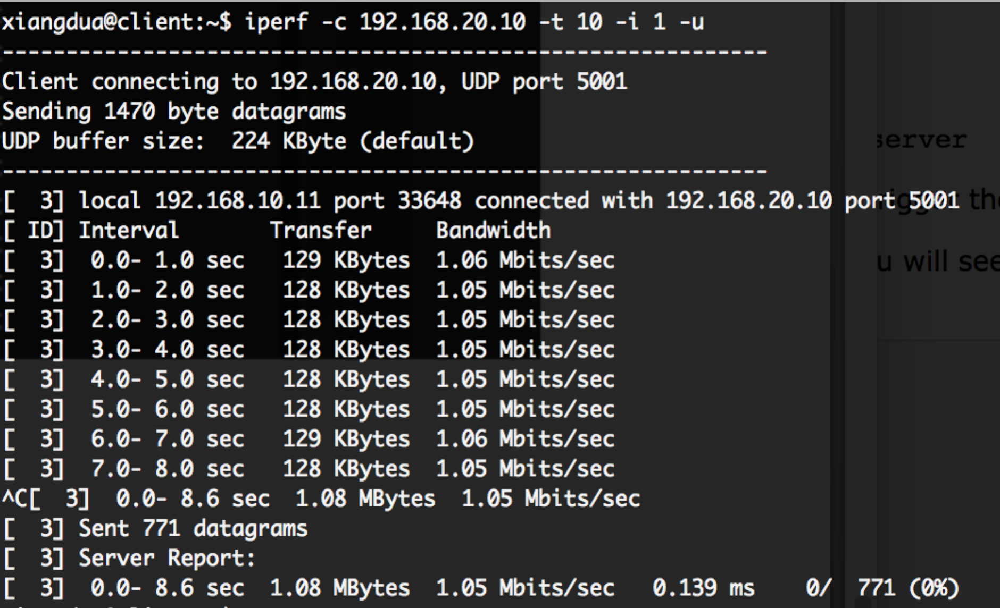 xiangdua@client:~$ iperf -c 192.168.20.10 -t 10 -i 1 -u
------------------------------------------------------------
Client connecting to 192.168.20.10, UDP port 5001
Sending 1470 byte datagrams
UDP buffer size:  224 KByte (default)
------------------------------------------------------------
[  3] local 192.168.10.11 port 33648 connected with 192.168.20.10 port 5001
[ ID] Interval       Transfer     Bandwidth
[  3]  0.0- 1.0 sec   129 KBytes  1.06 Mbits/sec
[  3]  1.0- 2.0 sec   128 KBytes  1.05 Mbits/sec
[  3]  2.0- 3.0 sec   128 KBytes  1.05 Mbits/sec
[  3]  3.0- 4.0 sec   128 KBytes  1.05 Mbits/sec
[  3]  4.0- 5.0 sec   128 KBytes  1.05 Mbits/sec
[  3]  5.0- 6.0 sec   128 KBytes  1.05 Mbits/sec
[  3]  6.0- 7.0 sec   129 KBytes  1.06 Mbits/sec
[  3]  7.0- 8.0 sec   128 KBytes  1.05 Mbits/sec
^C[  3]  0.0- 8.6 sec  1.08 MBytes  1.05 Mbits/sec
[  3] Sent 771 datagrams
[  3] Server Report:
[  3]  0.0- 8.6 sec  1.08 MBytes  1.05 Mbits/sec   0.139 ms    0/  771 (0%)
server
u will see